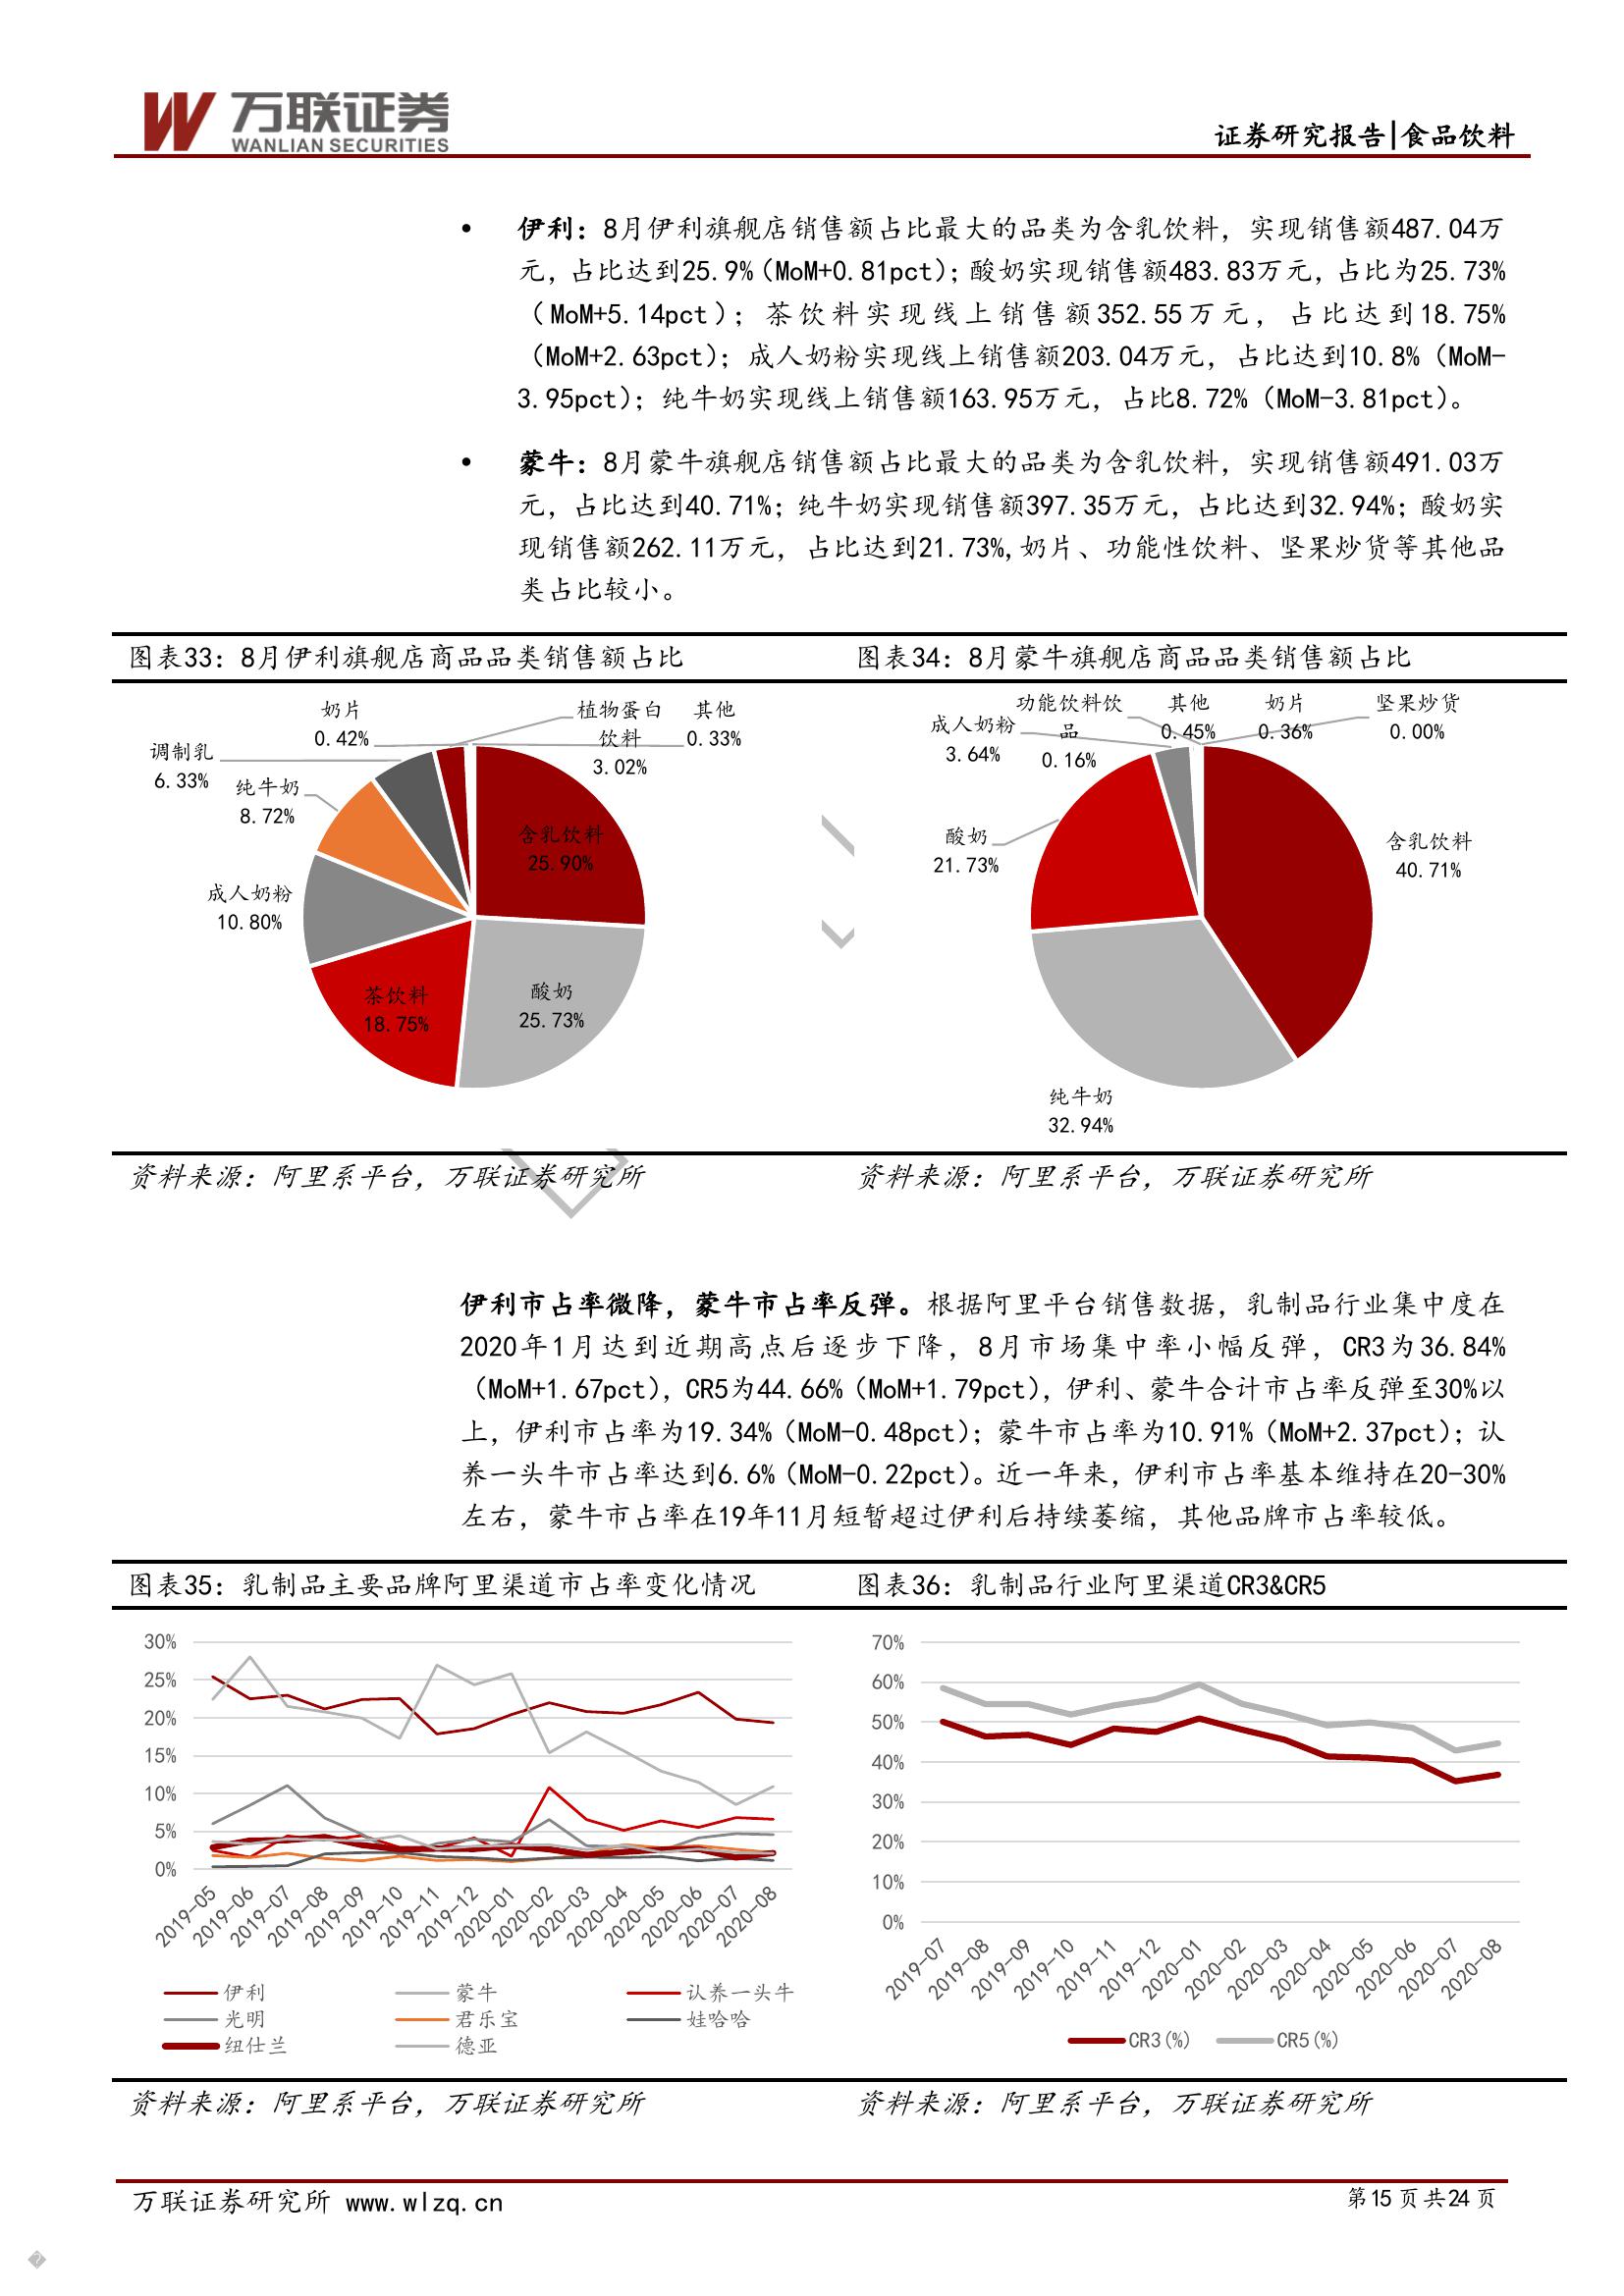 万联证券
WANLIAN SECURITIES
证券研究报告|食品饮料
• 伊利：8月伊利旗舰店销售额占比最大的品类为含乳饮料，实现销售额487.04万
元，占比达到25.9%（MoM+0.81pct）；酸奶实现销售额483.83万元，占比为25.73%
（MoM+5.14pct）；茶饮料实现线上销售额352.55万元，占比达到18.75%
（MoM+2.63pct）；成人奶粉实现线上销售额203.04万元，占比达到10.8%（MoM-
3.95pct）；纯牛奶实现线上销售额163.95万元，占比8.72%（MoM-3.81pct）。
• 蒙牛：8月蒙牛旗舰店销售额占比最大的品类为含乳饮料，实现销售额491.03万
元，占比达到40.71%；纯牛奶实现销售额397.35万元，占比达到32.94%；酸奶实
现销售额262.11万元，占比达到21.73%,奶片、功能性饮料、坚果炒货等其他品
类占比较小。
图表33：8月伊利旗舰店商品品类销售额占比
奶片
0.42%
植物蛋白
饮料
3.02%
其他
0.33%
调制乳
6.33%
纯牛奶
8.72%
含乳饮料
25.90%
成人奶粉
10.80%
茶饮料
18.75%
酸奶
25.73%
资料来源：阿里系平台，万联证券研究所
图表34：8月蒙牛旗舰店商品品类销售额占比
成人奶粉
3.64%
功能饮料饮
品
0.16%
其他
0.45%
奶片
0.36%
坚果炒货
0.00%
酸奶
21.73%
含乳饮料
40.71%
纯牛奶
32.94%
资料来源：阿里系平台，万联证券研究所
伊利市占率微降，蒙牛市占率反弹。根据阿里平台销售数据，乳制品行业集中度在
2020年1月达到近期高点后逐步下降，8月市场集中率小幅反弹，CR3为36.84%
（MoM+1.67pct），CR5为44.66%（MoM+1.79pct），伊利、蒙牛合计市占率反弹至30%以
上，伊利市占率为19.34%（MoM-0.48pct）；蒙牛市占率为10.91%（MoM+2.37pct）；认
养一头牛市占率达到6.6%（MoM-0.22pct）。近一年来，伊利市占率基本维持在20-30%
左右，蒙牛市占率在19年11月短暂超过伊利后持续萎缩，其他品牌市占率较低。
图表35：乳制品主要品牌阿里渠道市占率变化情况
30%
25%
20%
15%
10%
5%
0%
2019-05
2019-06
2019-07
2019-08
2019-09
2019-10
2019-11
2019-12
2020-01
2020-02
2020-03
2020-04
2020-05
2020-06
2020-07
2020-08
伊利 蒙牛 认养一头牛
光明 君乐宝 娃哈哈
纽仕兰 德亚
资料来源：阿里系平台，万联证券研究所
图表36：乳制品行业阿里渠道CR3&CR5
70%
60%
50%
40%
30%
20%
10%
0%
2019-07
2019-08
2019-09
2019-10
2019-11
2019-12
2020-01
2020-02
2020-03
2020-04
2020-05
2020-06
2020-07
2020-08
CR3(%) CR5(%)
资料来源：阿里系平台，万联证券研究所
万联证券研究所 www.wlzq.cn
第15 页 共24 页